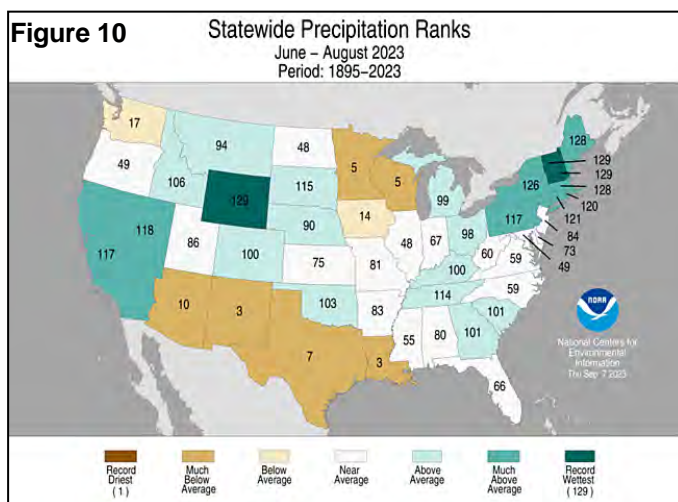 Figure 10
Statewide Precipitation Ranks
June – August 2023
Period: 1895–2023
17
94
48
5
128
49
106
129
115
5
129
129
126
128
99
120
90
14
117
121
118
86
100
48
67
98
84
117
75
81
60
59
73
49
100
10
3
103
83
114
59
101
7
3
55
80
101
66
NOAA
National Centers for
Environmental
Information
Thu Sep 7 2023
Record
Driest
( 1 )
Much
Below
Average
Below
Average
Near
Average
Above
Average
Much
Above
Average
Record
Wettest
( 129 )